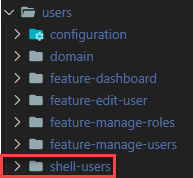 users
configuration
domain
feature-dashboard
feature-edit-user
feature-manage-roles
feature-manage-users
shell-users